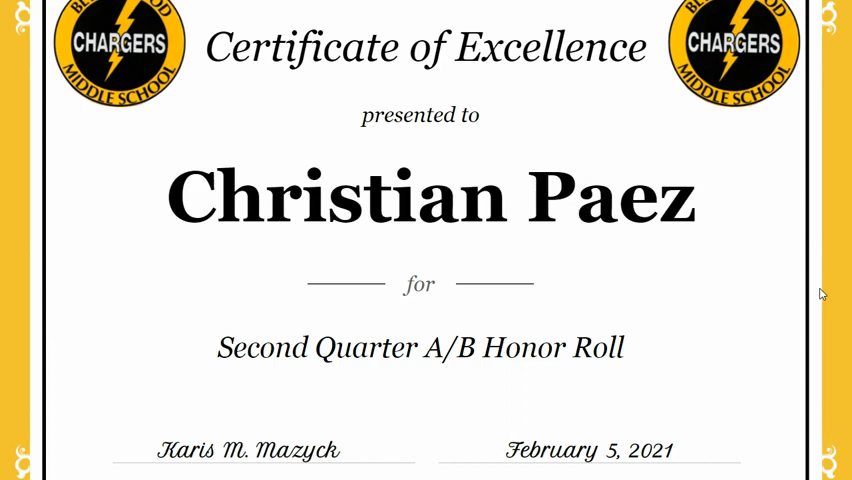 CHARGERS
MIDDLE SCHOOL
Certificate of Excellence
CHARGERS
MIDDLE SCHOOL
presented to
Christian Paez
for
Second Quarter A/B Honor Roll
Karis M. Mazyck
February 5, 2021